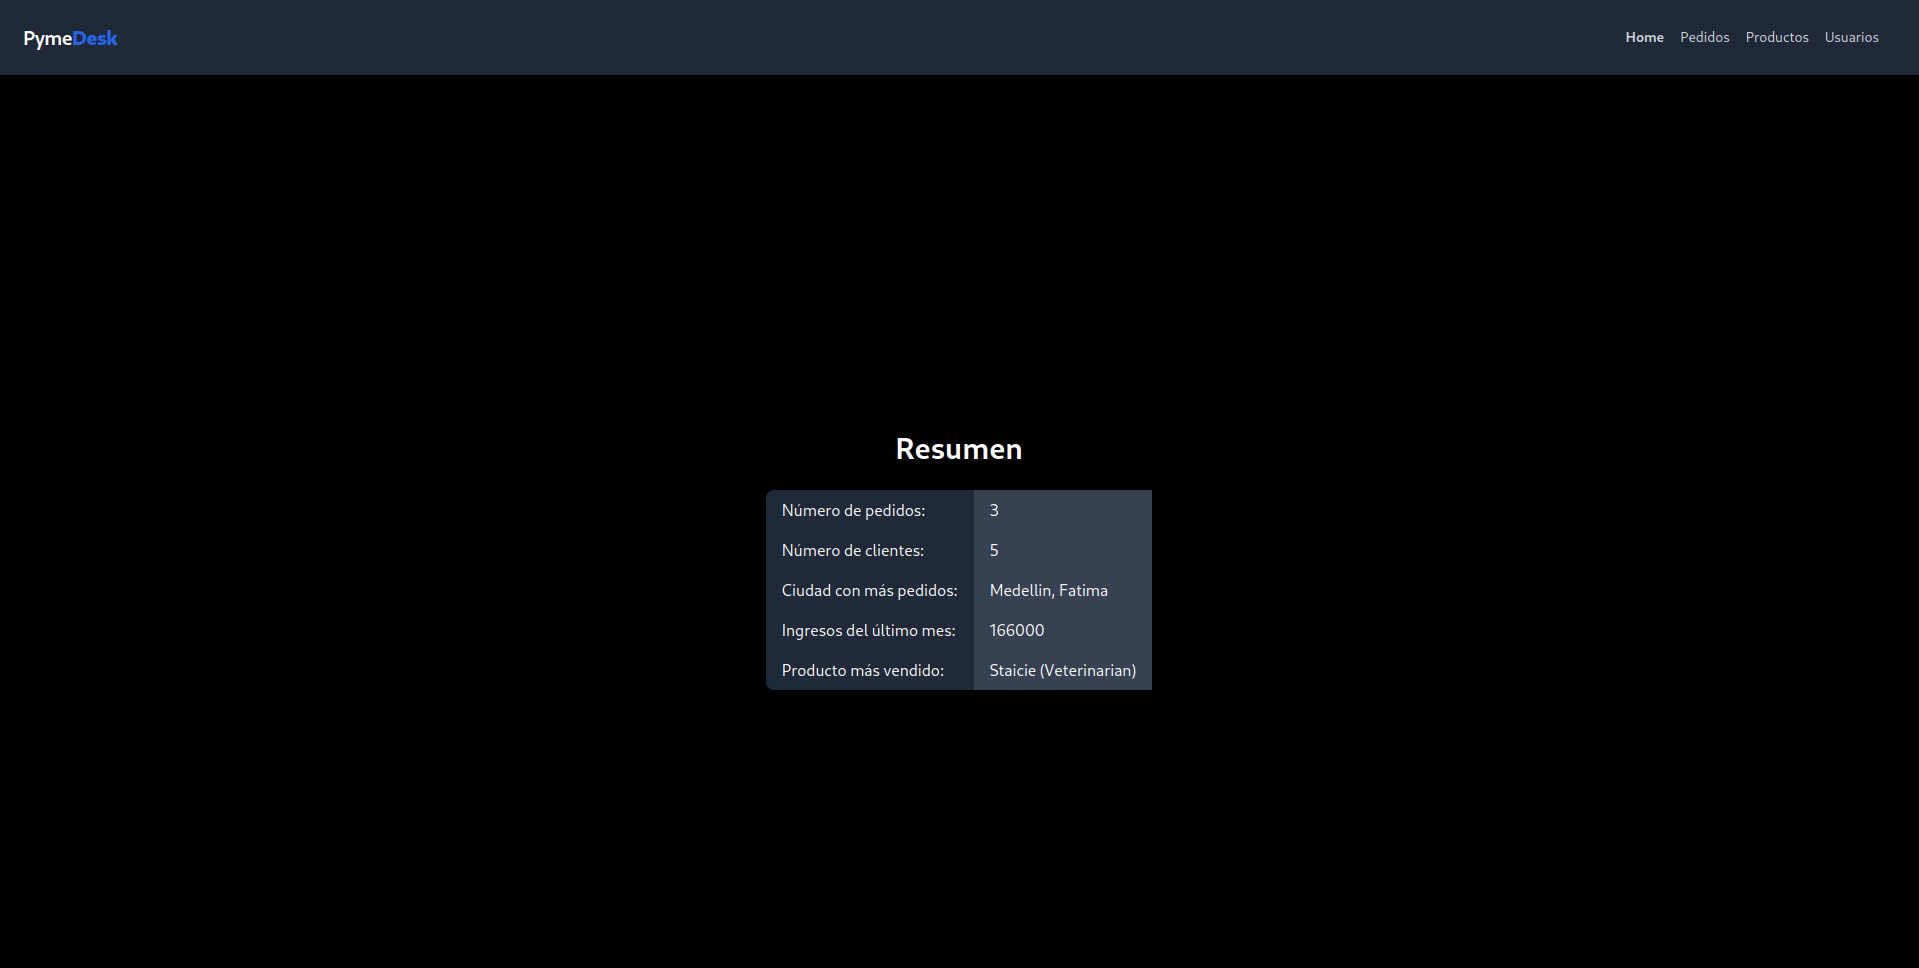 PymeDesk
Home Pedidos Productos Usuarios
Resumen
Número de pedidos: 3
Número de clientes: 5
Ciudad con más pedidos: Medellin, Fatima
Ingresos del último mes: 166000
Producto más vendido: Staicie (Veterinarian)